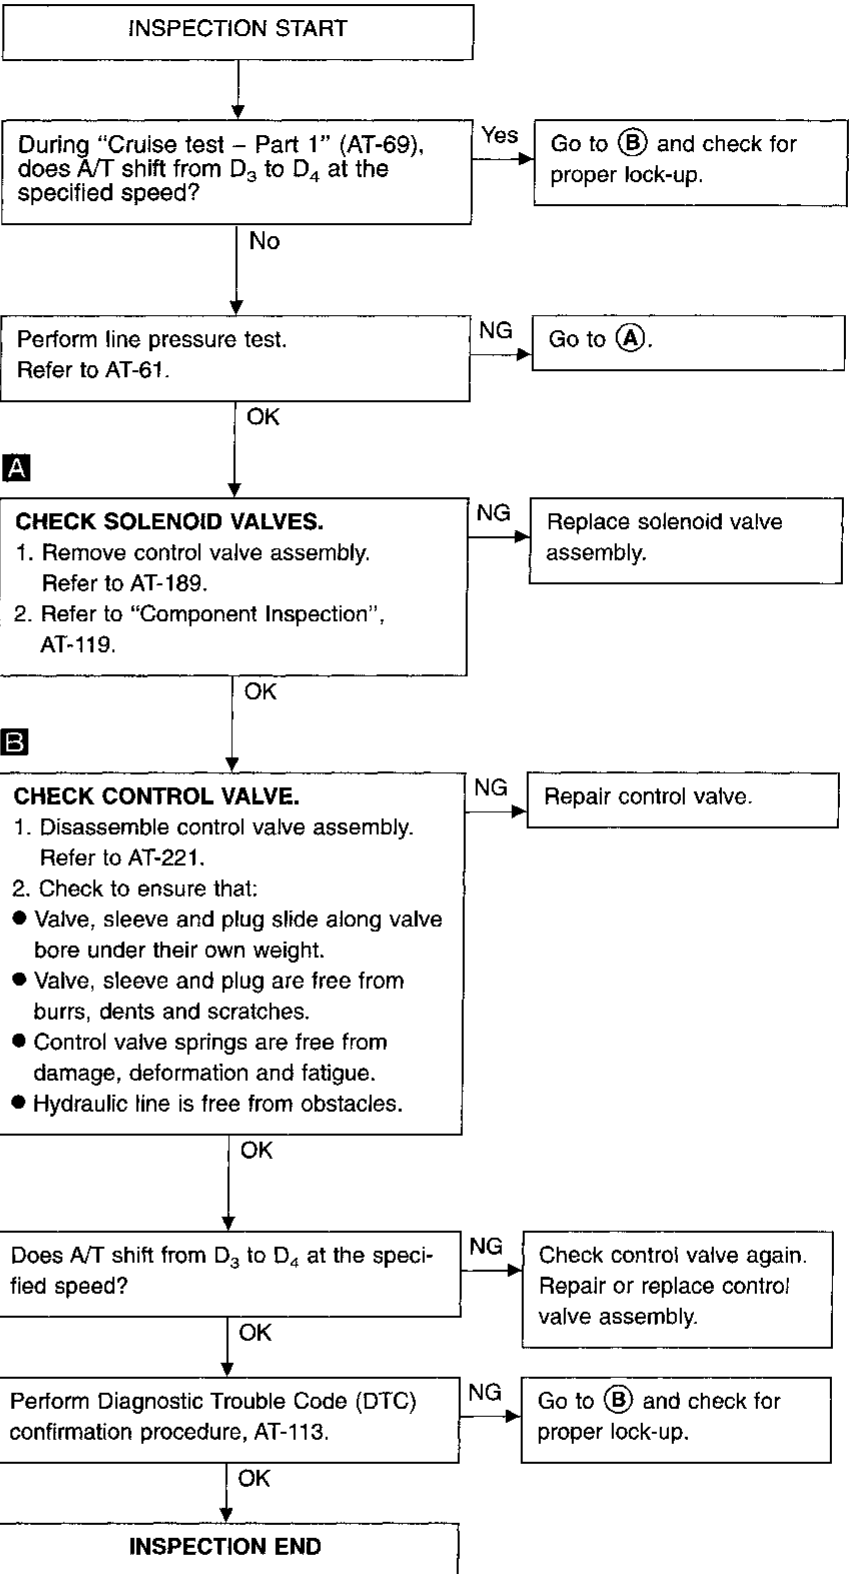 INSPECTION START
During “Cruise test – Part 1” (AT-69),
does A/T shift from D₃ to D₄ at the
specified speed?
Yes
Go to Ⓑ and check for
proper lock-up.
No
Perform line pressure test.
Refer to AT-61.
NG
Go to Ⓐ.
OK
A
CHECK SOLENOID VALVES.
1. Remove control valve assembly.
Refer to AT-189.
2. Refer to “Component Inspection”,
AT-119.
NG
Replace solenoid valve
assembly.
OK
B
CHECK CONTROL VALVE.
1. Disassemble control valve assembly.
Refer to AT-221.
2. Check to ensure that:
● Valve, sleeve and plug slide along valve
bore under their own weight.
● Valve, sleeve and plug are free from
burrs, dents and scratches.
● Control valve springs are free from
damage, deformation and fatigue.
● Hydraulic line is free from obstacles.
NG
Repair control valve.
OK
Does A/T shift from D₃ to D₄ at the speci-
fied speed?
NG
Check control valve again.
Repair or replace control
valve assembly.
OK
Perform Diagnostic Trouble Code (DTC)
confirmation procedure, AT-113.
NG
Go to Ⓑ and check for
proper lock-up.
OK
INSPECTION END